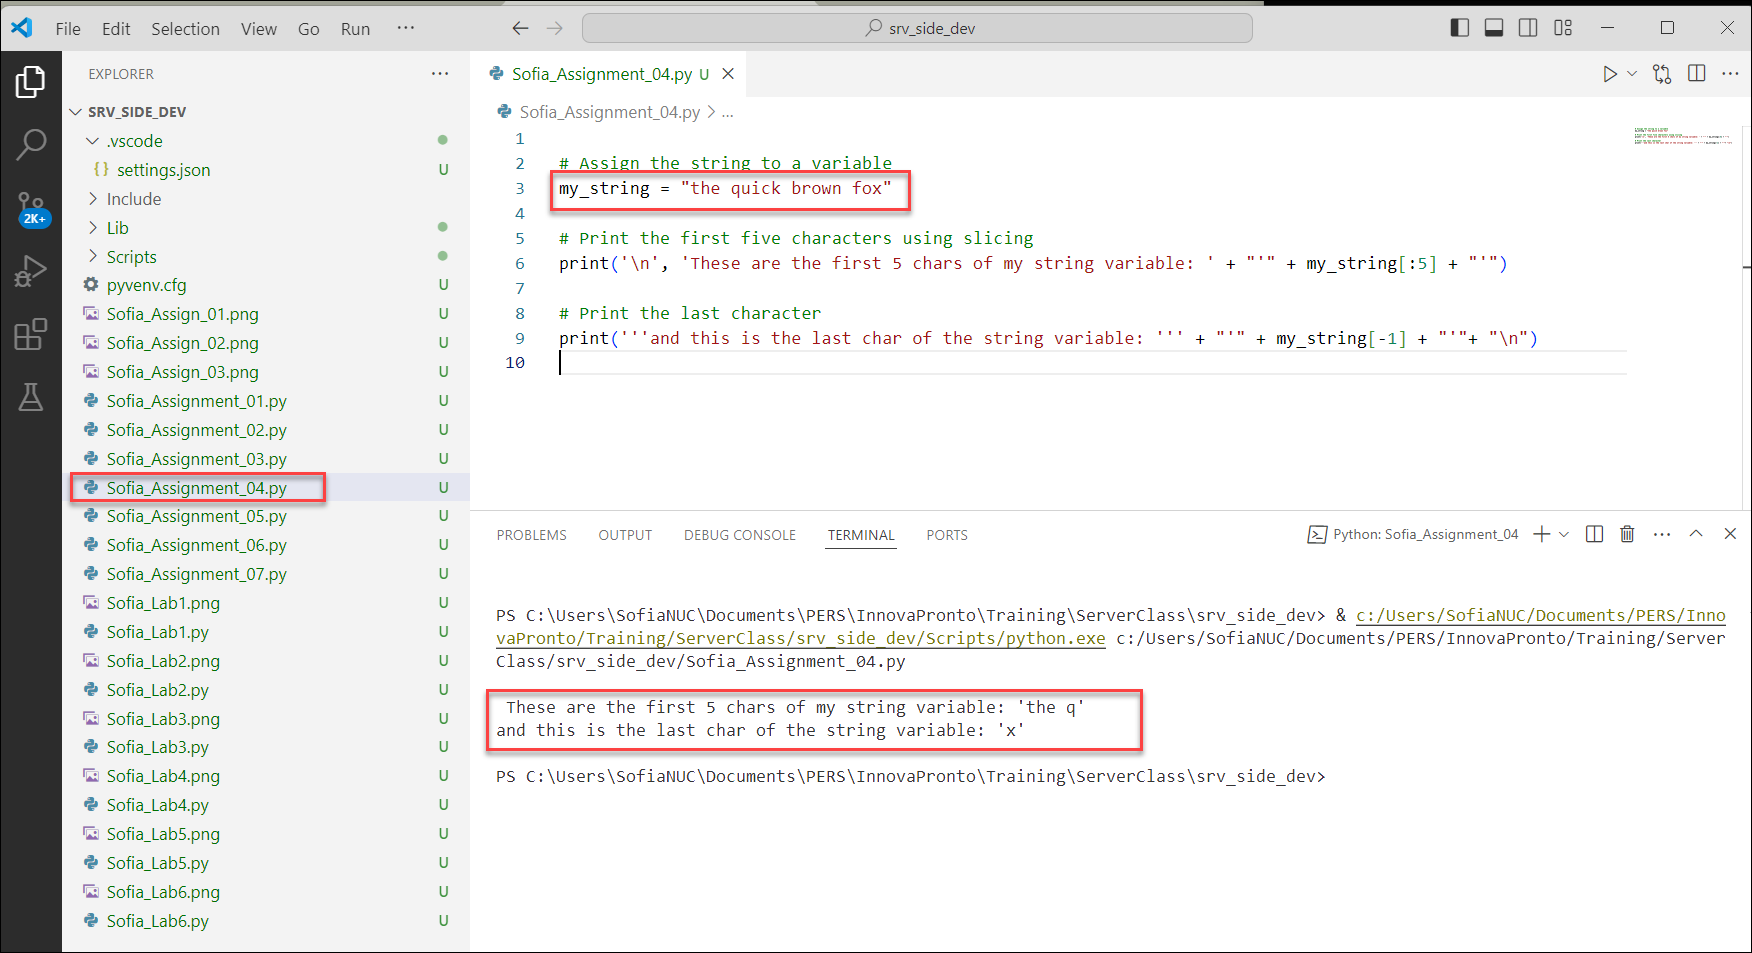 File Edit Selection View Go Run ···
srv_side_dev
EXPLORER ···
SRV_SIDE_DEV
.vscode
{} settings.json U
Include
Lib
Scripts
pyvenv.cfg U
Sofia_Assign_01.png U
Sofia_Assign_02.png U
Sofia_Assign_03.png U
Sofia_Assignment_01.py U
Sofia_Assignment_02.py U
Sofia_Assignment_03.py U
Sofia_Assignment_04.py U
Sofia_Assignment_05.py U
Sofia_Assignment_06.py U
Sofia_Assignment_07.py U
Sofia_Lab1.png U
Sofia_Lab1.py U
Sofia_Lab2.png U
Sofia_Lab2.py U
Sofia_Lab3.png U
Sofia_Lab3.py U
Sofia_Lab4.png U
Sofia_Lab4.py U
Sofia_Lab5.png U
Sofia_Lab5.py U
Sofia_Lab6.png U
Sofia_Lab6.py U
2K+
Sofia_Assignment_04.py U
Sofia_Assignment_04.py > ...
1
2 # Assign the string to a variable
3 my_string = "the quick brown fox"
4
5 # Print the first five characters using slicing
6 print('\n', 'These are the first 5 chars of my string variable: ' + "'" + my_string[:5] + "'")
7
8 # Print the last character
9 print('''and this is the last char of the string variable: ''' + "'" + my_string[-1] + "'"+ "\n")
10
PROBLEMS OUTPUT DEBUG CONSOLE TERMINAL PORTS
Python: Sofia_Assignment_04
PS C:\Users\SofiaNUC\Documents\PERS\InnovaPronto\Training\ServerClass\srv_side_dev> & c:/Users/SofiaNUC/Documents/PERS/Inno
vaPronto/Training/ServerClass/srv_side_dev/Scripts/python.exe c:/Users/SofiaNUC/Documents/PERS/InnovaPronto/Training/Server
Class/srv_side_dev/Sofia_Assignment_04.py
These are the first 5 chars of my string variable: 'the q'
and this is the last char of the string variable: 'x'
PS C:\Users\SofiaNUC\Documents\PERS\InnovaPronto\Training\ServerClass\srv_side_dev>